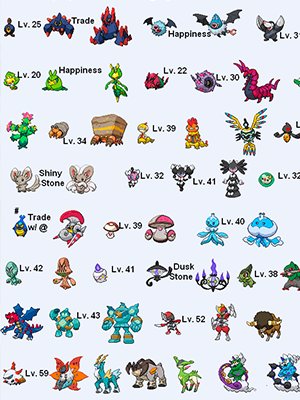 Lv. 25 Trade Happiness
Lv. 20 Happiness Lv. 22 Lv. 30
Lv. 34 Lv. 39
Shiny Stone Lv. 32 Lv. 41 Lv. 32
# Trade w/ @ Lv. 39 Lv. 40
Lv. 42 Lv. 41 Dusk Stone Lv. 38
Lv. 43 Lv. 52
Lv. 59